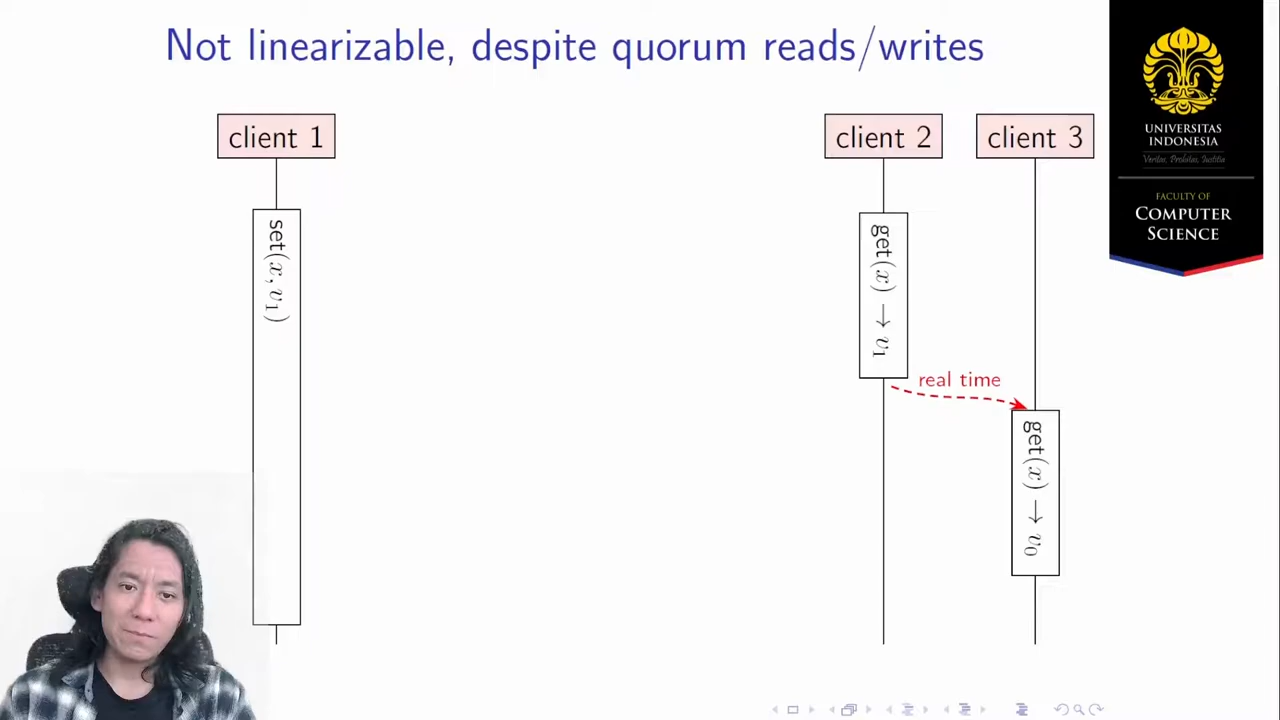 Not linearizable, despite quorum reads/writes
client 1
client 2
client 3
UNIVERSITAS
INDONESIA
Veritas, Probitas, Iustitia
FACULTY OF
COMPUTER
SCIENCE
set(x, v₁)
get(x) → v₁
real time
get(x) → v₀